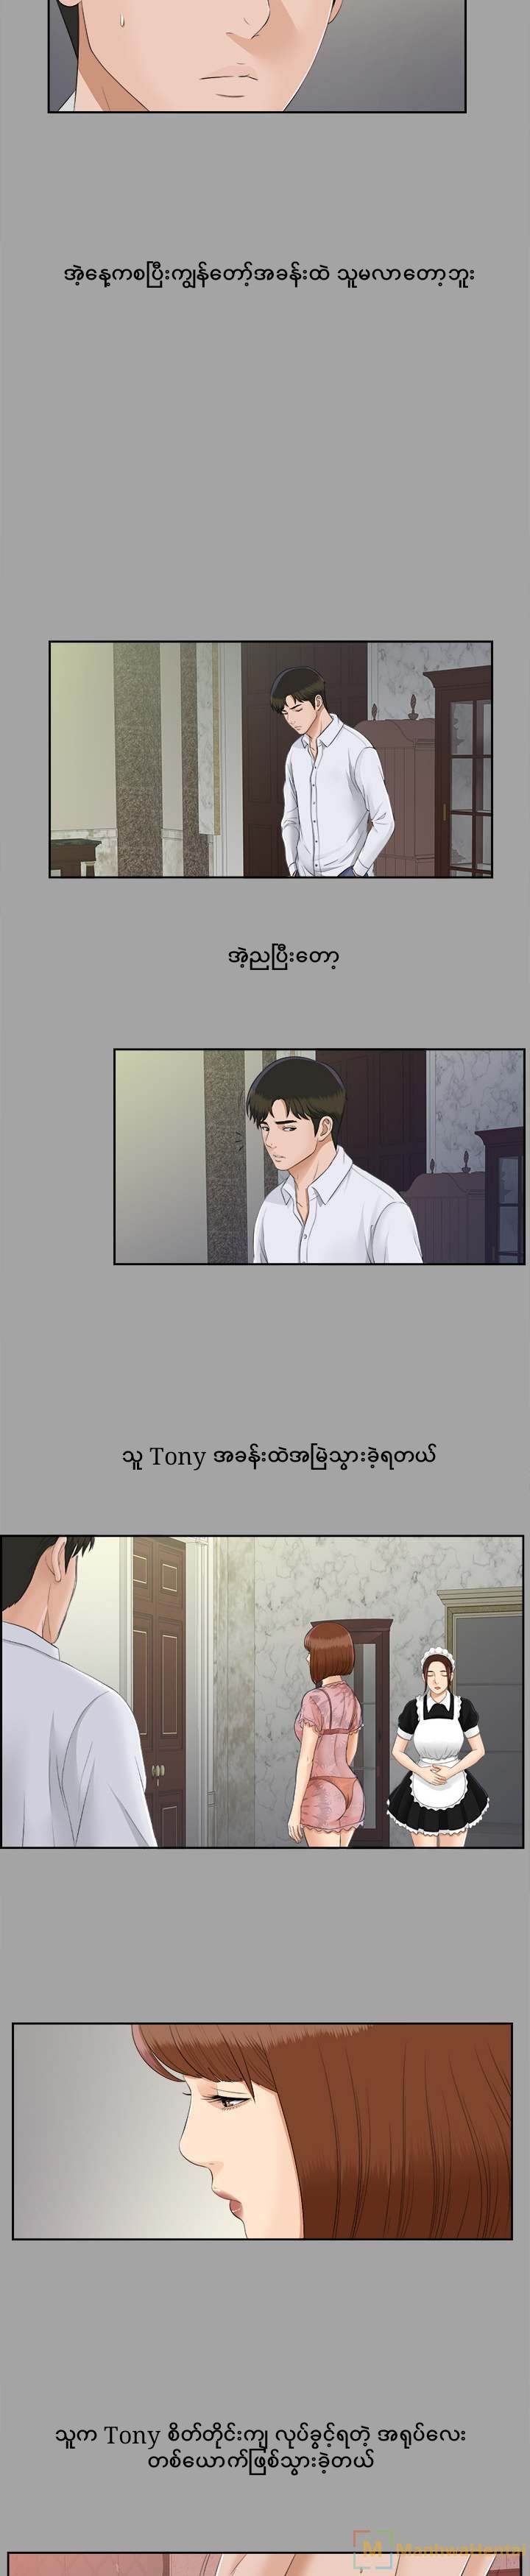 အဲ့နေ့ကစပြီးကျွန်တော့်အခန်းထဲ သူမလာတော့ဘူး
အဲ့ညပြီးတော့
သူ Tony အခန်းထဲအမြဲသွားခဲ့ရတယ်
သူက Tony စိတ်တိုင်းကျ လုပ်ခွင့်ရတဲ့ အရုပ်လေး
တစ်ယောက်ဖြစ်သွားခဲ့တယ်
M ManhwaHentai